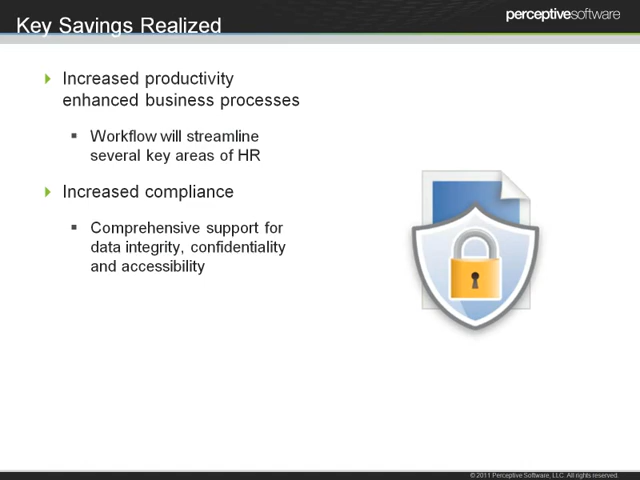 Key Savings Realized
perceptivesoftware
Increased productivity
enhanced business processes
Workflow will streamline
several key areas of HR
Increased compliance
Comprehensive support for
data integrity, confidentiality
and accessibility
© 2011 Perceptive Software, LLC. All rights reserved.